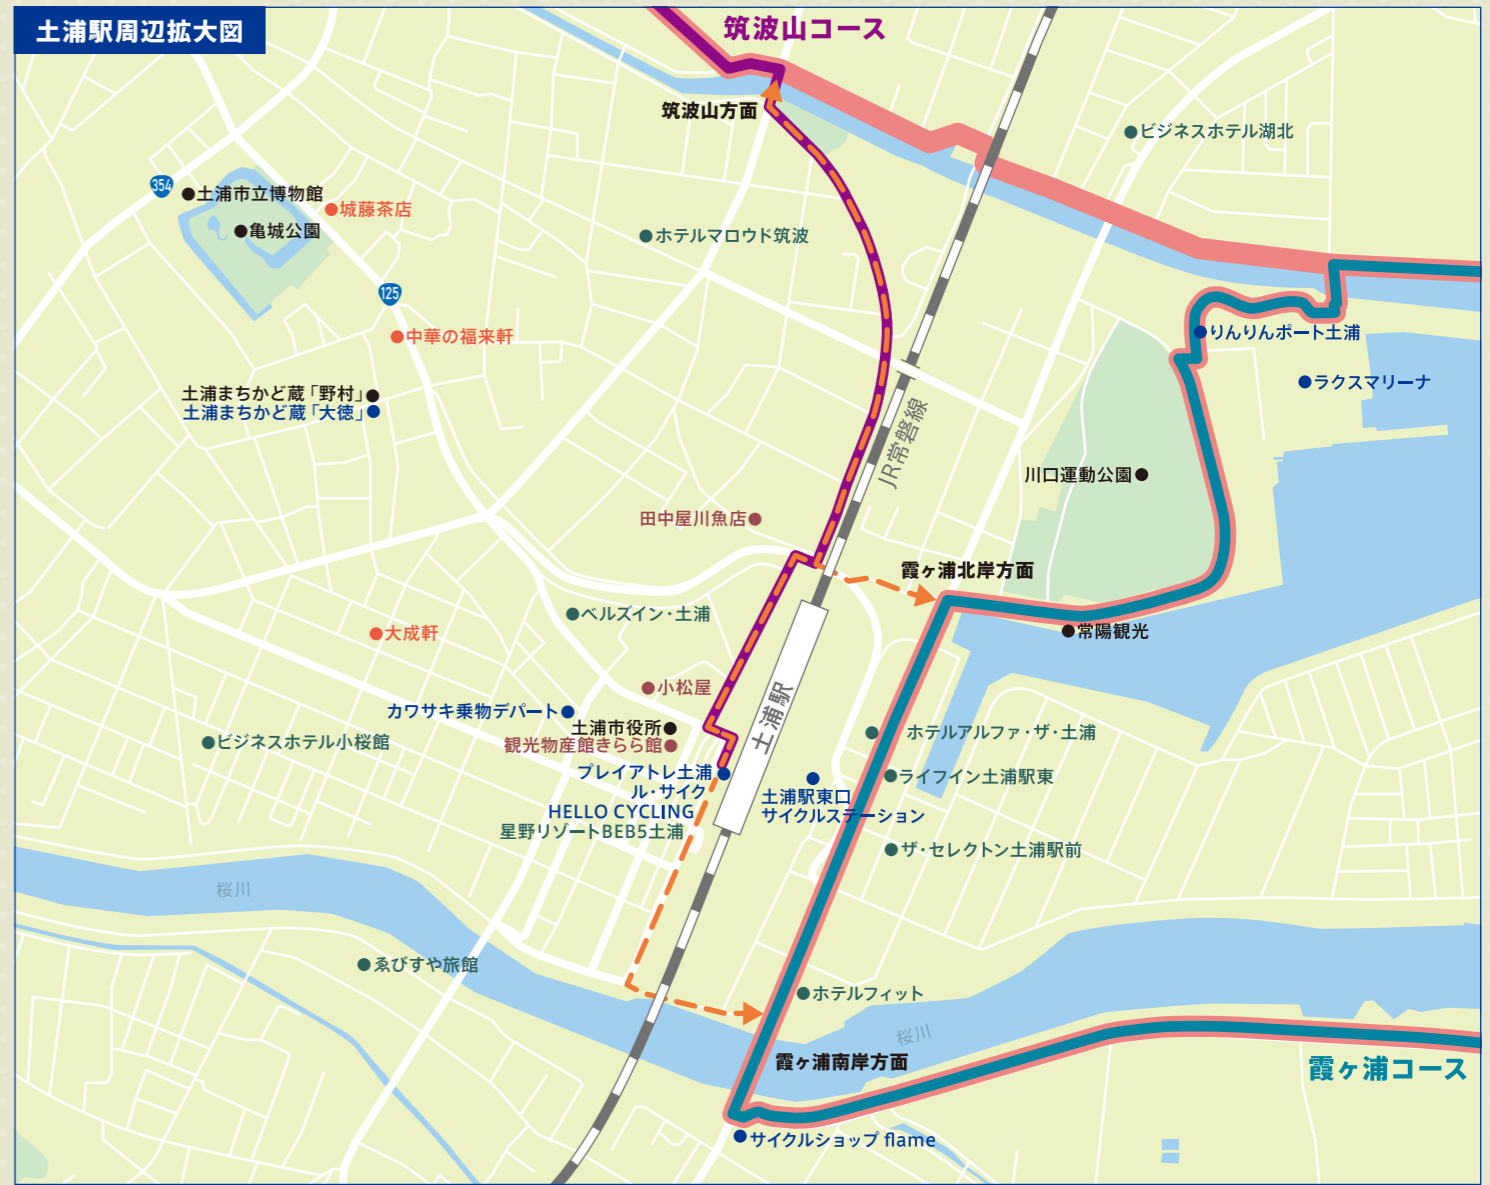 土浦駅周辺拡大図
筑波山コース
筑波山方面
ビジネスホテル湖北
354
土浦市立博物館
城藤茶店
亀城公園
ホテルマロウド筑波
125
中華の福来軒
りんりんポート土浦
ラクスマリーナ
土浦まちかど蔵「野村」
土浦まちかど蔵「大徳」
JR常磐線
川口運動公園
田中屋川魚店
霞ヶ浦北岸方面
ベルズイン・土浦
大成軒
常陽観光
小松屋
土浦駅
カワサキ乗物デパート
土浦市役所
観光物産館きらら館
ビジネスホテル小桜館
ホテルアルファ・ザ・土浦
プレイアトレ土浦
ル・サイク
HELLO CYCLING
星野リゾートBEB5土浦
ライフイン土浦駅東
土浦駅東口
サイクルステーション
ザ・セレクトン土浦駅前
桜川
ゑびすや旅館
ホテルフィット
桜川
霞ヶ浦南岸方面
霞ヶ浦コース
サイクルショップ flame